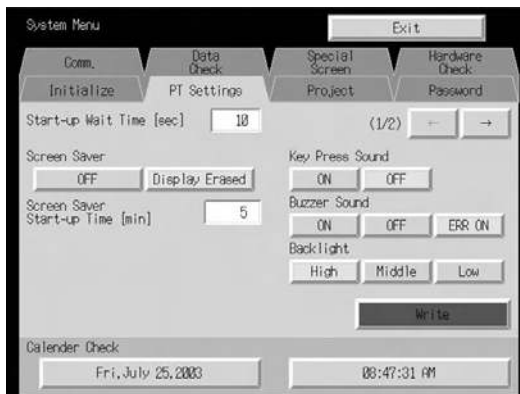 System Menu
Exit
Comm.
Data Check
Special Screen
Hardware Check
Initialize
PT Settings
Project
Password
Start-up Wait Time [sec]
10
(1/2)
←
→
Screen Saver
OFF
Display Erased
Key Press Sound
ON
OFF
Screen Saver
Start-up Time [min]
5
Buzzer Sound
ON
OFF
ERR ON
Backlight
High
Middle
Low
Write
Calender Check
Fri,July 25,2003
08:47:31 AM